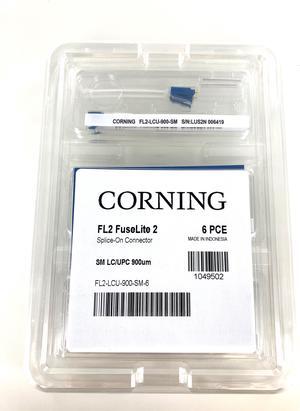 CORNING FL2-LCU-900-SM S/N:LUS2N 006419
CORNING
FL2 FuseLite 2 6 PCE
Splice-On Connector MADE IN INDONESIA
SM LC/UPC 900um
1049502
FL2-LCU-900-SM-6